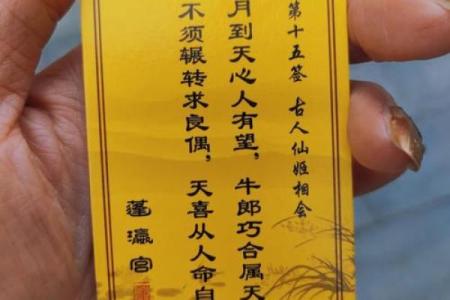 第十五签 古人仙姬相会
月到天心人有望，牛郎巧合属天
不须辗转求良偶，天喜从人命自
蓬瀛宫